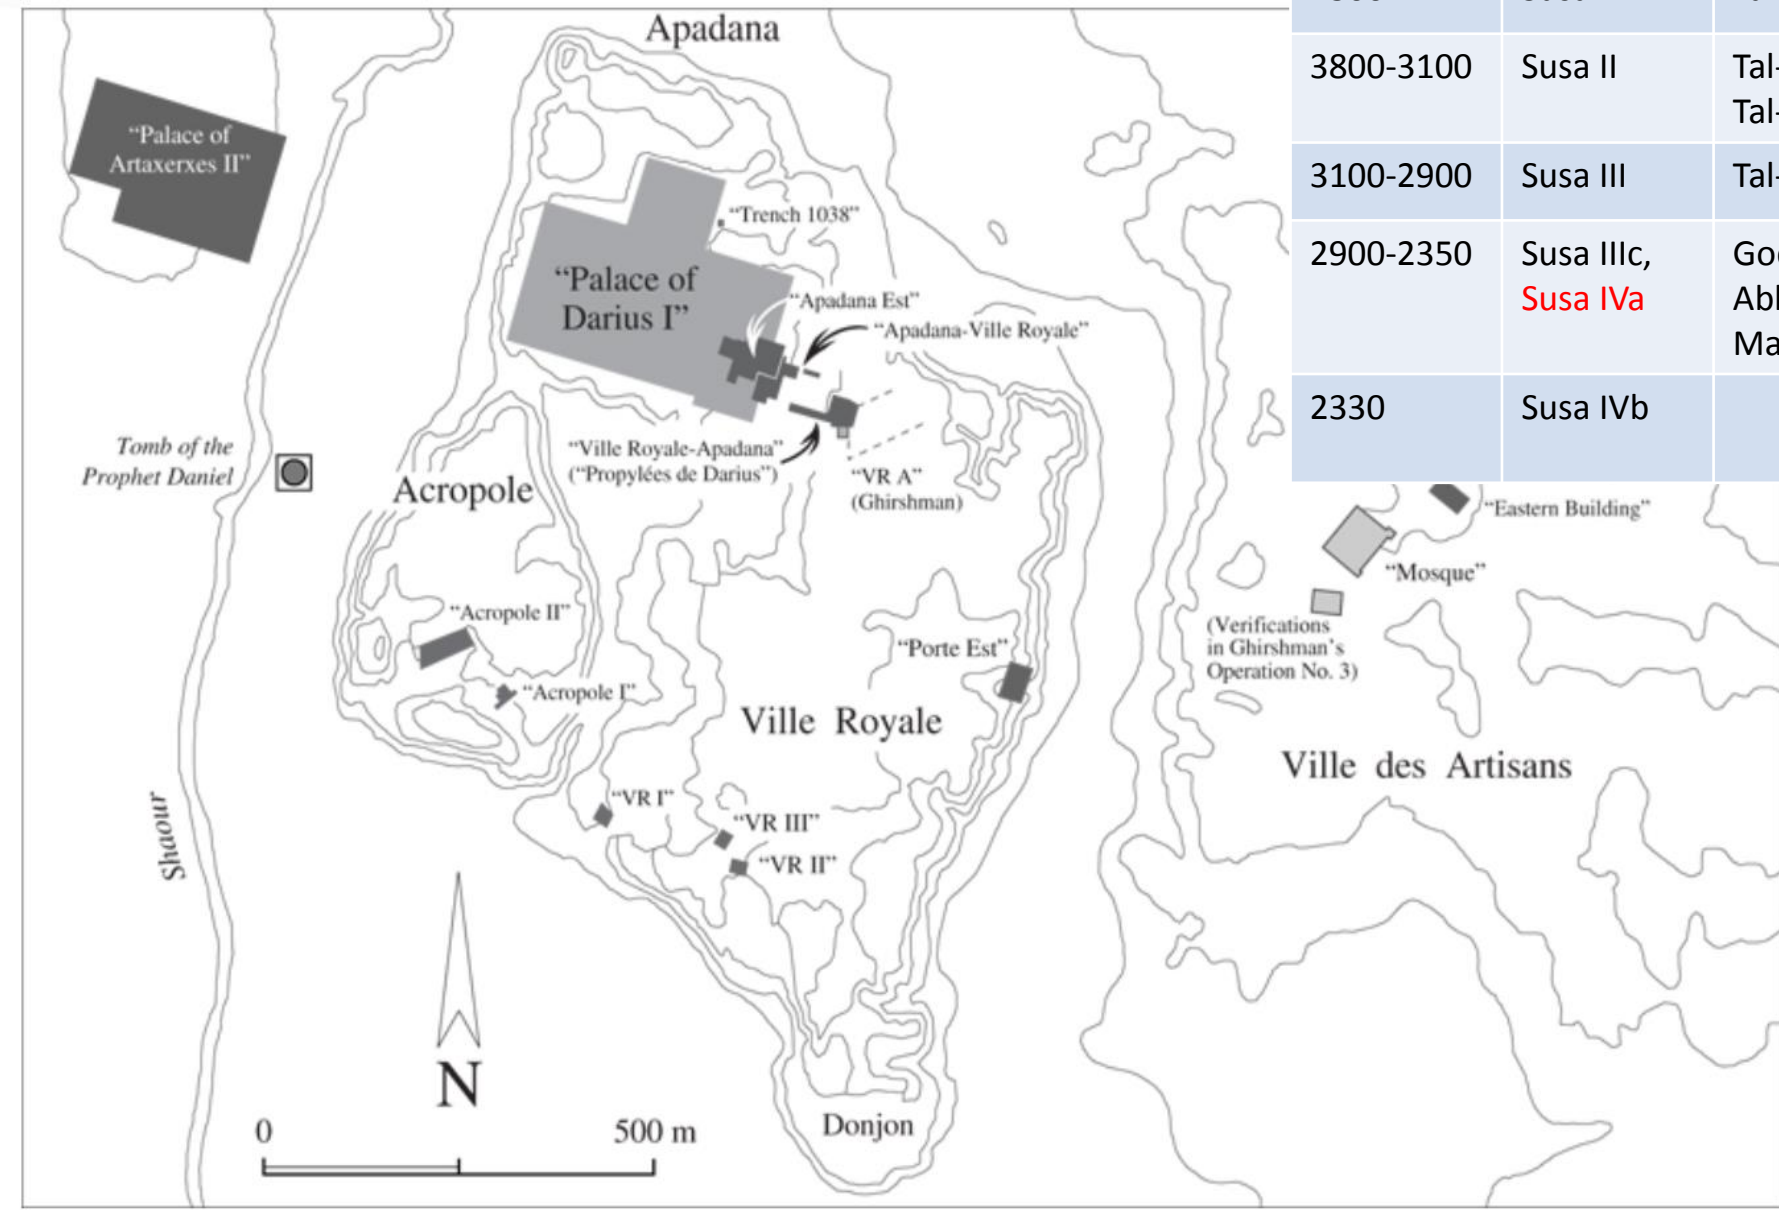 Apadana
3800-3100 Susa II Tal-
Tal-
3100-2900 Susa III Tal-
2900-2350 Susa IIIc,
Susa IVa
2330 Susa IVb
“Palace of
Artaxerxes II”
“Trench 1038”
“Palace of
Darius I”
“Apadana Est”
“Apadana-Ville Royale”
Tomb of the
Prophet Daniel
Acropole
“Ville Royale-Apadana”
(“Propylées de Darius”)
“VR A”
(Ghirshman)
“Eastern Building”
“Mosque”
“Acropole II”
“Acropole I”
“Porte Est”
(Verifications
in Ghirshman’s
Operation No. 3)
Ville Royale
Ville des Artisans
“VR I”
“VR III”
“VR II”
Shaour
N
0 500 m
Donjon